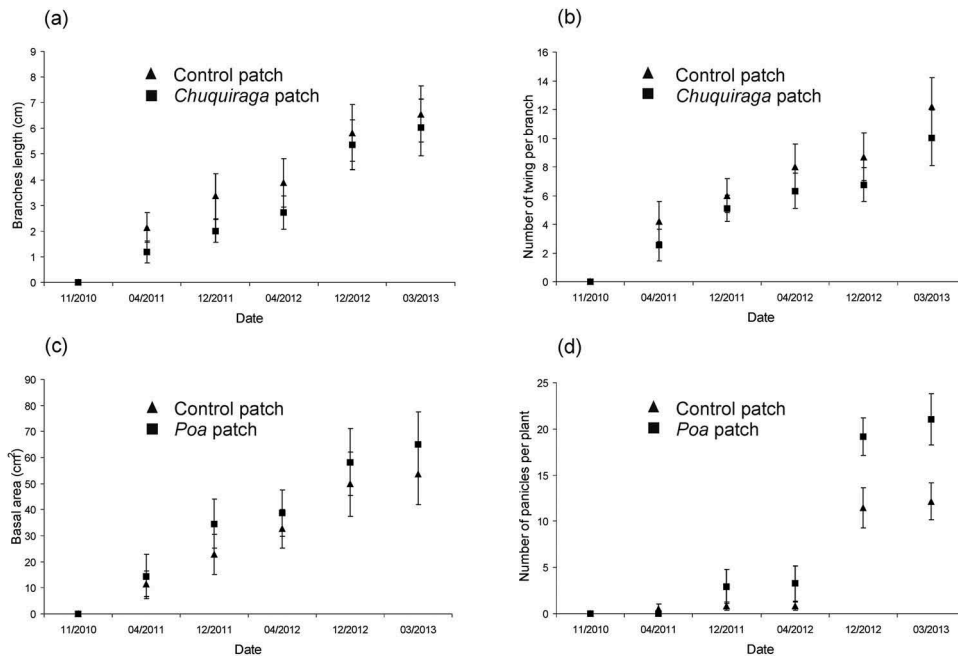 (a)
Branches length (cm)
9
8
7
6
5
4
3
2
1
0
Control patch
Chuquiraga patch
11/2010 04/2011 12/2011 04/2012 12/2012 03/2013
Date
(b)
Number of twing per branch
16
14
12
10
8
6
4
2
0
Control patch
Chuquiraga patch
11/2010 04/2011 12/2011 04/2012 12/2012 03/2013
Date
(c)
Basal area (cm²)
90
80
70
60
50
40
30
20
10
0
Control patch
Poa patch
11/2010 04/2011 12/2011 04/2012 12/2012 03/2013
Date
(d)
Number of panicles per plant
25
20
15
10
5
0
Control patch
Poa patch
11/2010 04/2011 12/2011 04/2012 12/2012 03/2013
Date